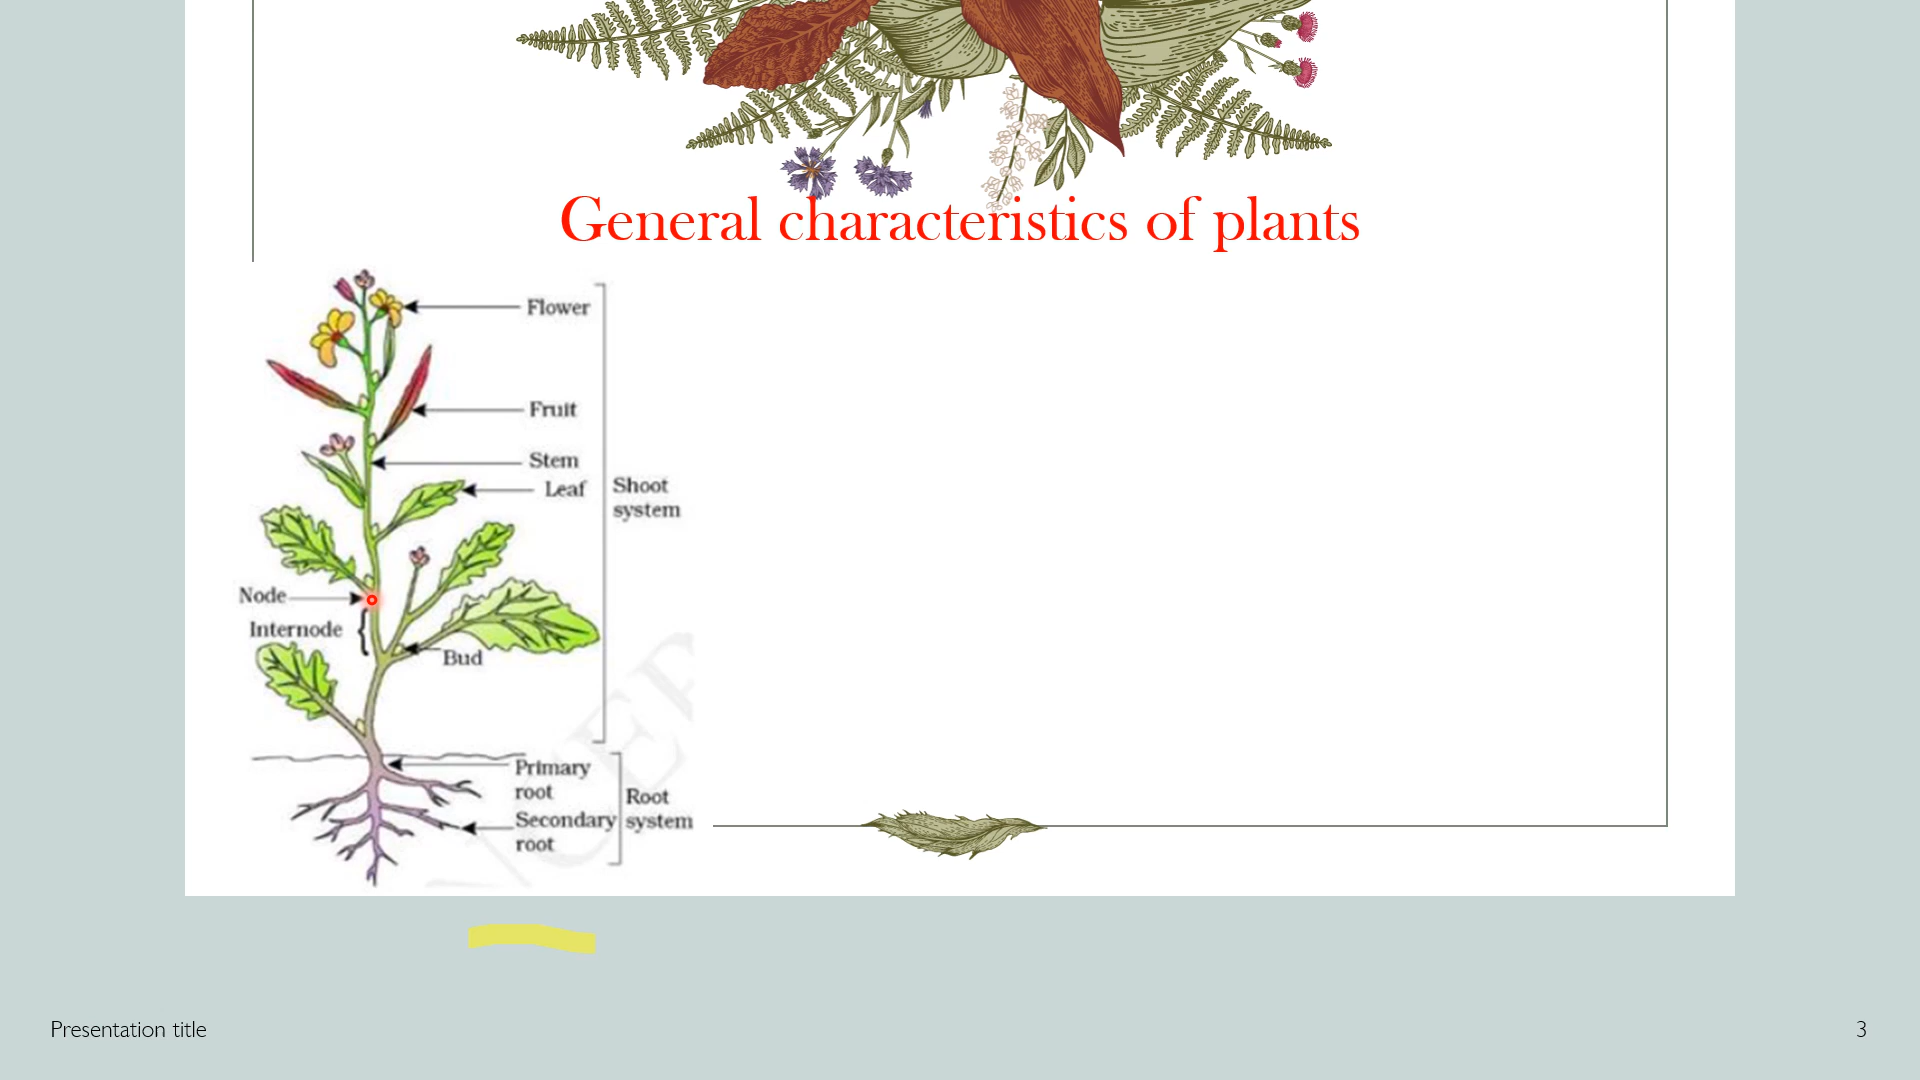 General characteristics of plants
Flower
Fruit
Stem
Leaf
Shoot
system
Node
Internode
Bud
Primary
root
Secondary
root
Root
system
Presentation title
3